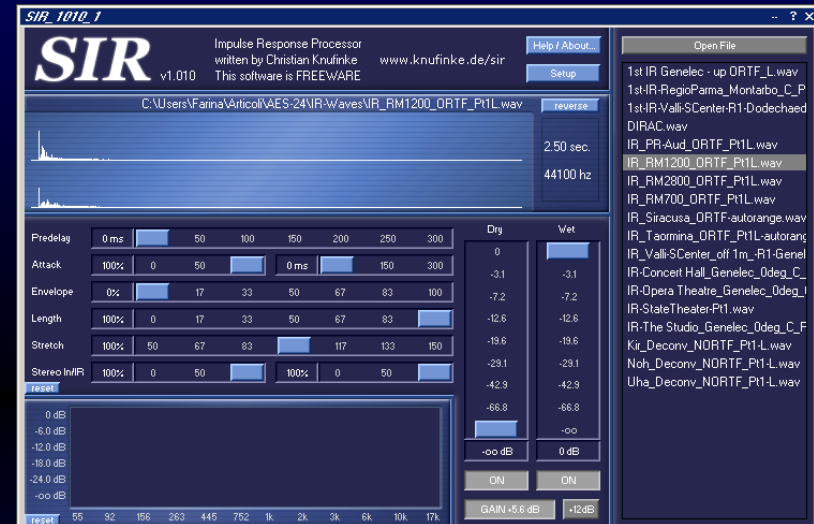 SIR_1010_1
SIR v1.010
Impulse Response Processor
written by Christian Knufinke www.knufinke.de/sir
This software is FREEWARE
Help / About...
Setup
C:\Users\Farina\Articoli\AES-24\IR-Waves\IR_RM1200_ORTF_Pt1L.wav reverse
2.50 sec.
44100 hz
Predelay 0 ms 50 100 150 200 250 300
Attack 100% 0 50 0 ms 150 300
Envelope 0% 17 33 50 67 83 100
Length 100% 0 17 33 50 67 83
Stretch 100% 50 67 83 117 133 150
Stereo In/IR 100% 0 50 100% 0 50
reset
Dry Wet
0
-3.1 -3.1
-7.2 -7.2
-12.6 -12.6
-19.6 -19.6
-29.1 -29.1
-42.9 -42.9
-66.8 -66.8
-oo
-oo dB 0 dB
ON ON
GAIN +5.6 dB +12dB
0 dB
-6.0 dB
-12.0 dB
-18.0 dB
-24.0 dB
-oo dB
reset 55 92 156 263 445 752 1k 2k 3k 6k 10k 17k
Open File
1st IR Genelec - up ORTF_L.wav
1st-IR-RegioParma_Montarbo_C_P
1st-IR-Valli-SCenter-R1-Dodechaed
DIRAC.wav
IR_PR-Aud_ORTF_Pt1L.wav
IR_RM1200_ORTF_Pt1L.wav
IR_RM2800_ORTF_Pt1L.wav
IR_RM700_ORTF_Pt1L.wav
IR_Siracusa_ORTF-autorange.wav
IR_Taormina_ORTF_Pt1L-autorang
IR_Valli-SCenter_off 1m_-R1-Genel
IR-Concert Hall_Genelec_0deg_C_
IR-Opera Theatre_Genelec_0deg_
IR-StateTheater-Pt1.wav
IR-The Studio_Genelec_0deg_C_F
Kir_Deconv_NORTF_Pt1-L.wav
Noh_Deconv_NORTF_Pt1-L.wav
Uha_Deconv_NORTF_Pt1-L.wav